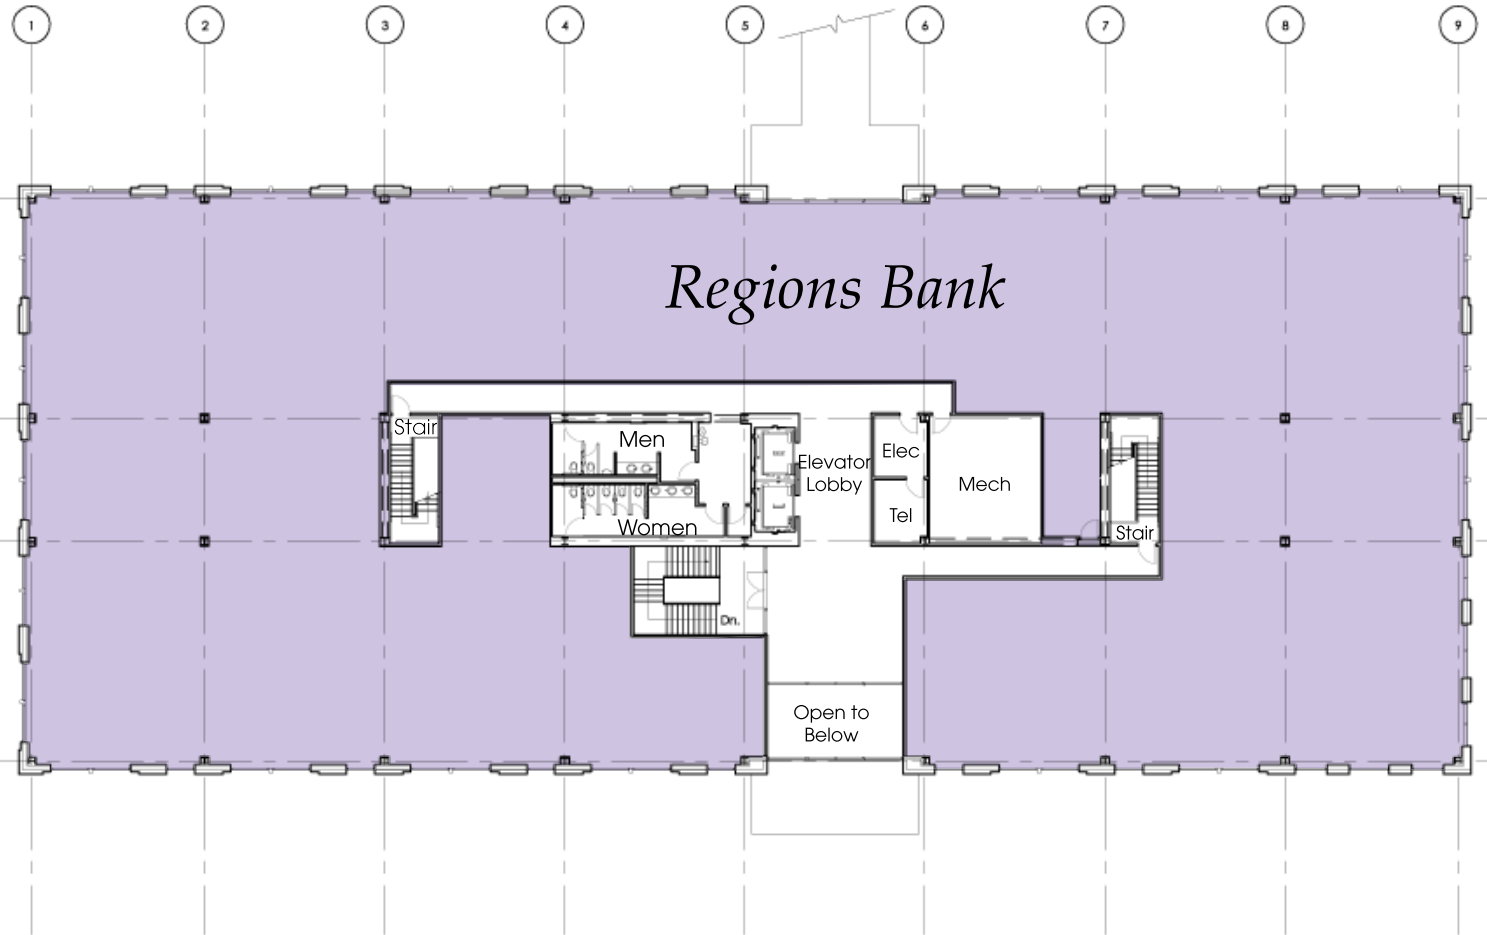 1 2 3 4 5 6 7 8 9
Regions Bank
Stair
Men
Elec
Elevator
Lobby
Mech
Tel
Women
Stair
Dn.
Open to
Below